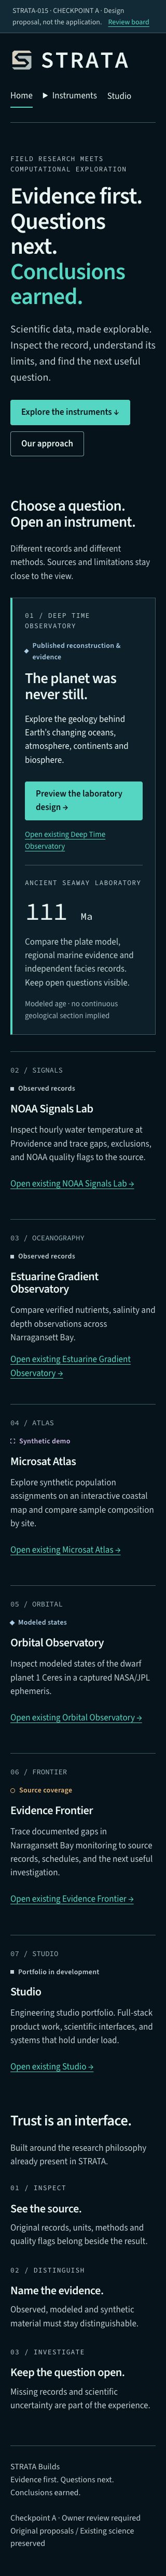 STRATA-015 · CHECKPOINT A · Design
proposal, not the application. Review board
STRATA
Home ▶ Instruments Studio
FIELD RESEARCH MEETS
COMPUTATIONAL EXPLORATION
Evidence first.
Questions
next.
Conclusions
earned.
Scientific data, made explorable.
Inspect the record, understand its
limits, and find the next useful
question.
Explore the instruments ↓
Our approach
Choose a question.
Open an instrument.
Different records and different
methods. Sources and limitations stay
close to the view.
01 / DEEP TIME
OBSERVATORY
Published reconstruction &
evidence
The planet was
never still.
Explore the geology behind
Earth's changing oceans,
atmosphere, continents and
biosphere.
Preview the laboratory
design →
Open existing Deep Time
Observatory
ANCIENT SEAWAY LABORATORY
111 Ma
Compare the plate model,
regional marine evidence and
independent facies records.
Keep open questions visible.
Modeled age · no continuous
geological section implied
02 / SIGNALS
Observed records
NOAA Signals Lab
Inspect hourly water temperature at
Providence and trace gaps, exclusions,
and NOAA quality flags to the source.
Open existing NOAA Signals Lab →
03 / OCEANOGRAPHY
Observed records
Estuarine Gradient
Observatory
Compare verified nutrients, salinity and
depth observations across
Narragansett Bay.
Open existing Estuarine Gradient
Observatory →
04 / ATLAS
Synthetic demo
Microsat Atlas
Explore synthetic population
assignments on an interactive coastal
map and compare sample composition
by site.
Open existing Microsat Atlas →
05 / ORBITAL
Modeled states
Orbital Observatory
Inspect modeled states of the dwarf
planet 1 Ceres in a captured NASA/JPL
ephemeris.
Open existing Orbital Observatory →
06 / FRONTIER
Source coverage
Evidence Frontier
Trace documented gaps in
Narragansett Bay monitoring to source
records, schedules, and the next useful
investigation.
Open existing Evidence Frontier →
07 / STUDIO
Portfolio in development
Studio
Engineering studio portfolio. Full-stack
product work, scientific interfaces, and
systems that hold under load.
Open existing Studio →
Trust is an interface.
Built around the research philosophy
already present in STRATA.
01 / INSPECT
See the source.
Original records, units, methods and
quality flags belong beside the result.
02 / DISTINGUISH
Name the evidence.
Observed, modeled and synthetic
material must stay distinguishable.
03 / INVESTIGATE
Keep the question open.
Missing records and scientific
uncertainty are part of the experience.
STRATA Builds
Evidence first. Questions next.
Conclusions earned.
Checkpoint A · Owner review required
Original proposals / Existing science
preserved